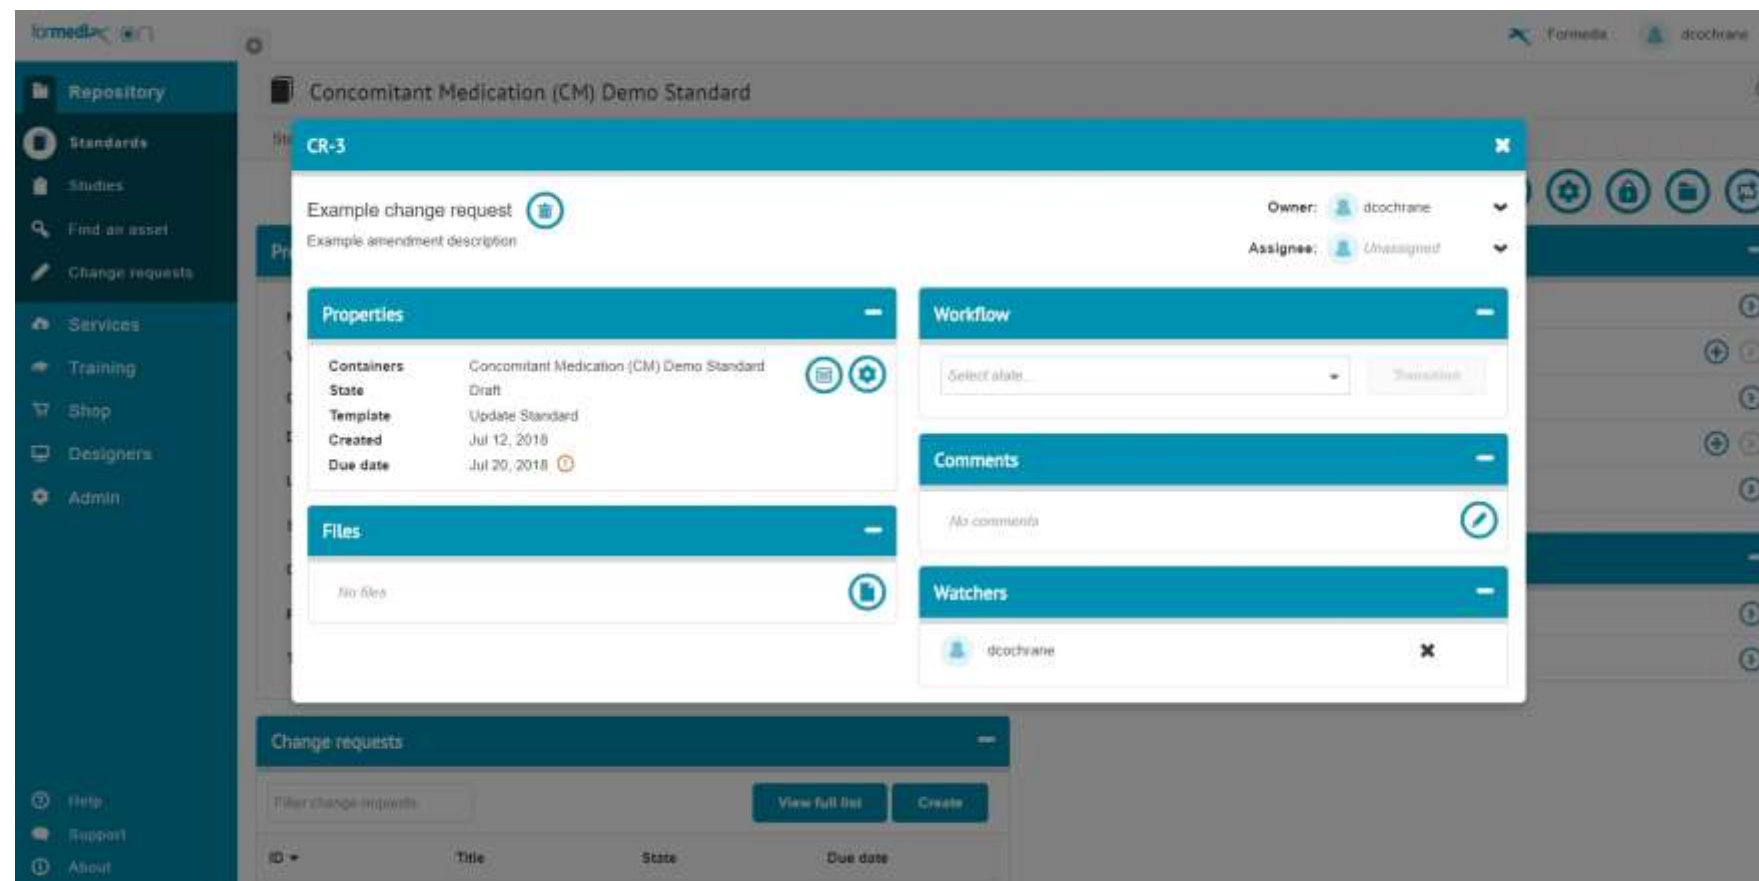 formedix on
Formedix
dcochrane
Repository
Standards
Studies
Find an asset
Change requests
Services
Training
Shop
Designers
Admin
Help
Support
About
Concomitant Medication (CM) Demo Standard
CR-3
Example change request
Example amendment description
Owner: dcochrane
Assignee: Unassigned
Properties
Containers Concomitant Medication (CM) Demo Standard
State Draft
Template Update Standard
Created Jul 12, 2018
Due date Jul 20, 2018
Files
No files
Workflow
Select state...
Transition
Comments
No comments
Watchers
dcochrane
Change requests
Filter change requests
View full list
Create
ID Title State Due date